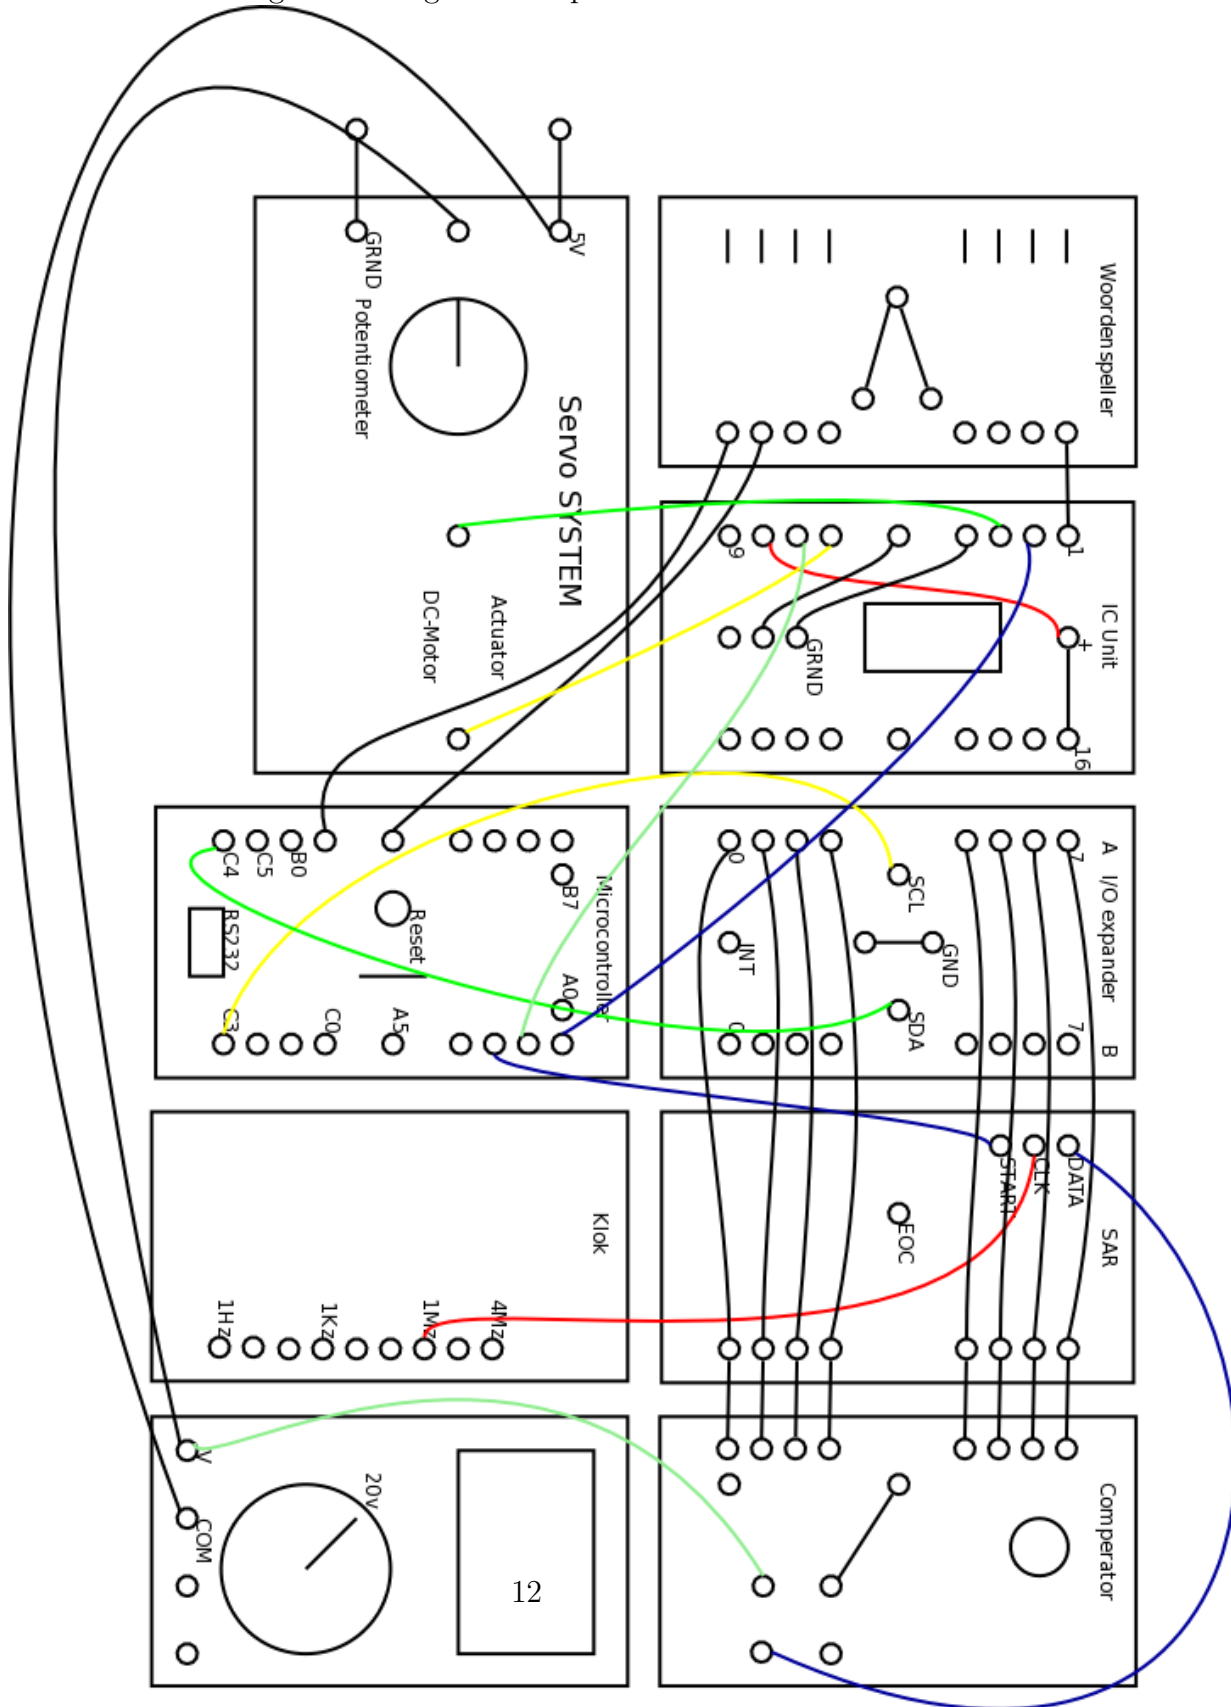 5V
GRND
Potentiometer
Servo SYSTEM
Actuator
DC-Motor
Woordenspeller
1
9
IC Unit
+
GRND
16
C4
C5
B0
B7
Microcontroller
Reset
RS232
A0
A5
C0
C3
0
7
A
I/O expander
SCL
INT
GND
SDA
0
7
B
Klok
1Hz
1Kz
1Mz
4Mz
DATA
CLK
START
EOC
SAR
V
COM
20v
Comperator
12